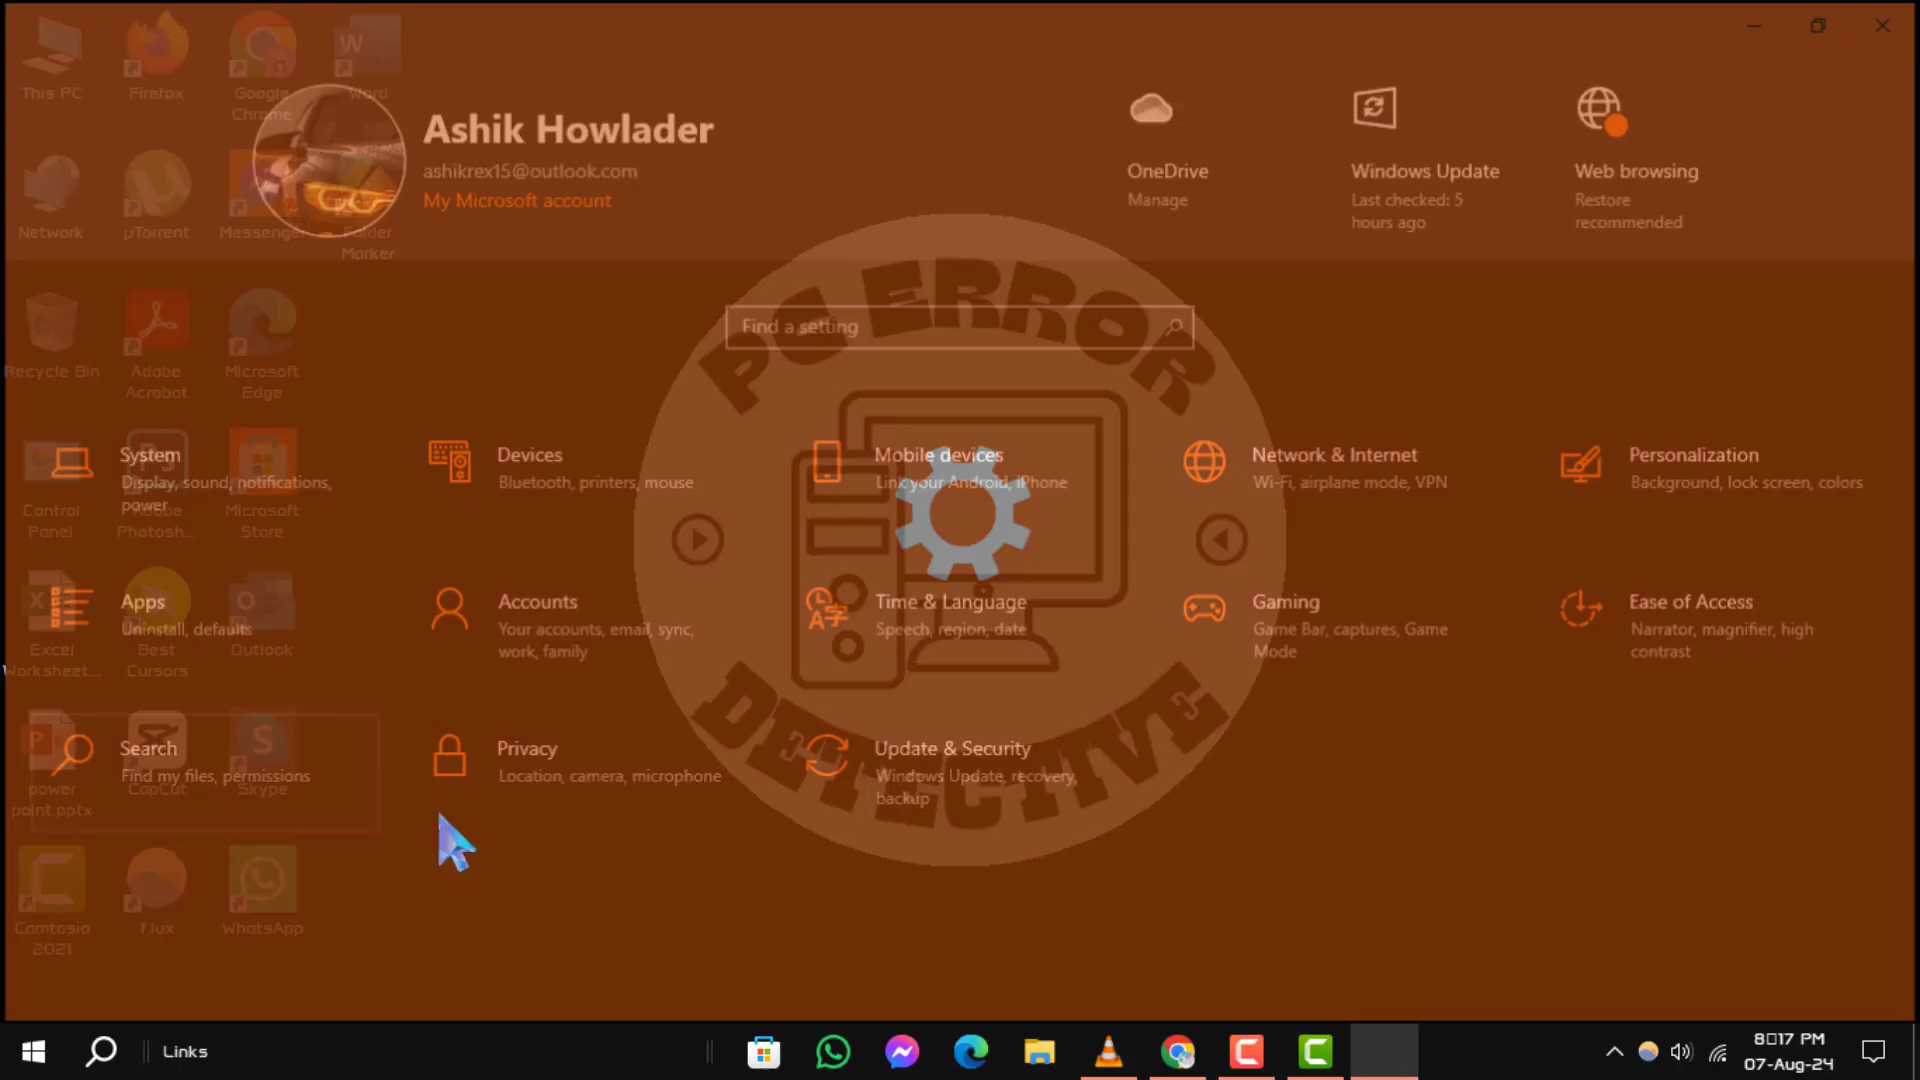 Ashik Howlader
ashikrex15@outlook.com
My Microsoft account
OneDrive
Manage
Windows Update
Last checked: 5
hours ago
Web browsing
Restore
recommended
Find a setting
PC ERROR
DETECTIVE
System
Display, sound, notifications,
power
Devices
Bluetooth, printers, mouse
Mobile devices
Link your Android, iPhone
Network & Internet
Wi-Fi, airplane mode, VPN
Personalization
Background, lock screen, colors
Apps
Uninstall, defaults
Accounts
Your accounts, email, sync,
work, family
Time & Language
Speech, region, date
Gaming
Game Bar, captures, Game
Mode
Ease of Access
Narrator, magnifier, high
contrast
Search
Find my files, permissions
Privacy
Location, camera, microphone
Update & Security
Windows Update, recovery,
backup
This PC
Firefox
Google
Chrome
Word
Network
µTorrent
Messenger
Folder
Marker
Recycle Bin
Adobe
Acrobat
Microsoft
Edge
Control
Panel
Adobe
Photosh...
Microsoft
Store
Excel
Worksheet...
Best
Cursors
Outlook
power
point.pptx
CapCut
Skype
Camtasia
2021
f.lux
WhatsApp
Links
8□17 PM
07-Aug-24